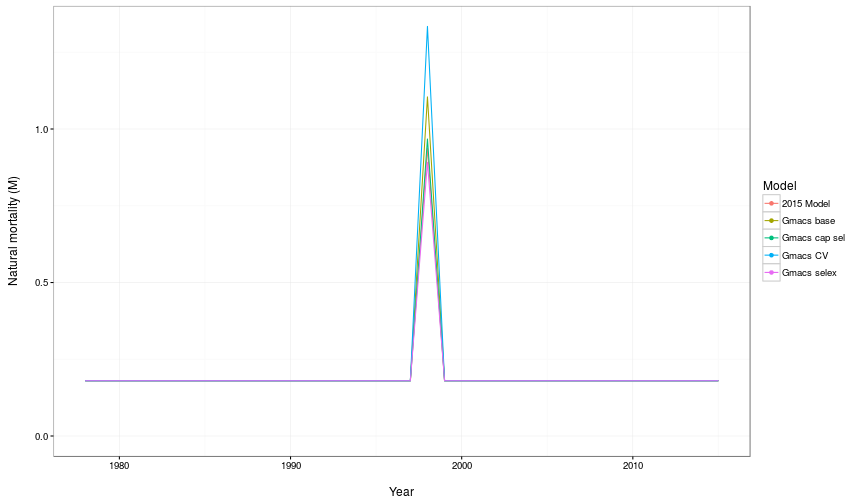 Natural mortality (M)
1.0
0.5
0.0
1980 1990 2000 2010
Year
Model
2015 Model
Gmacs base
Gmacs cap sel
Gmacs CV
Gmacs selex